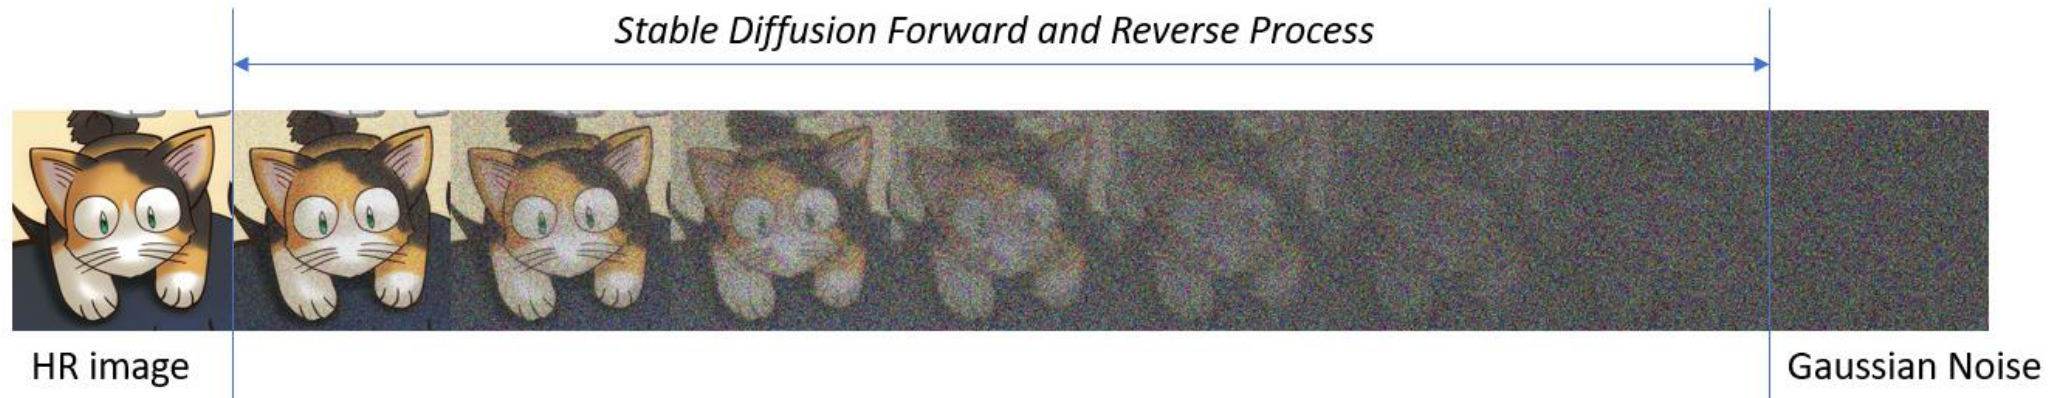 Stable Diffusion Forward and Reverse Process
HR image
Gaussian Noise